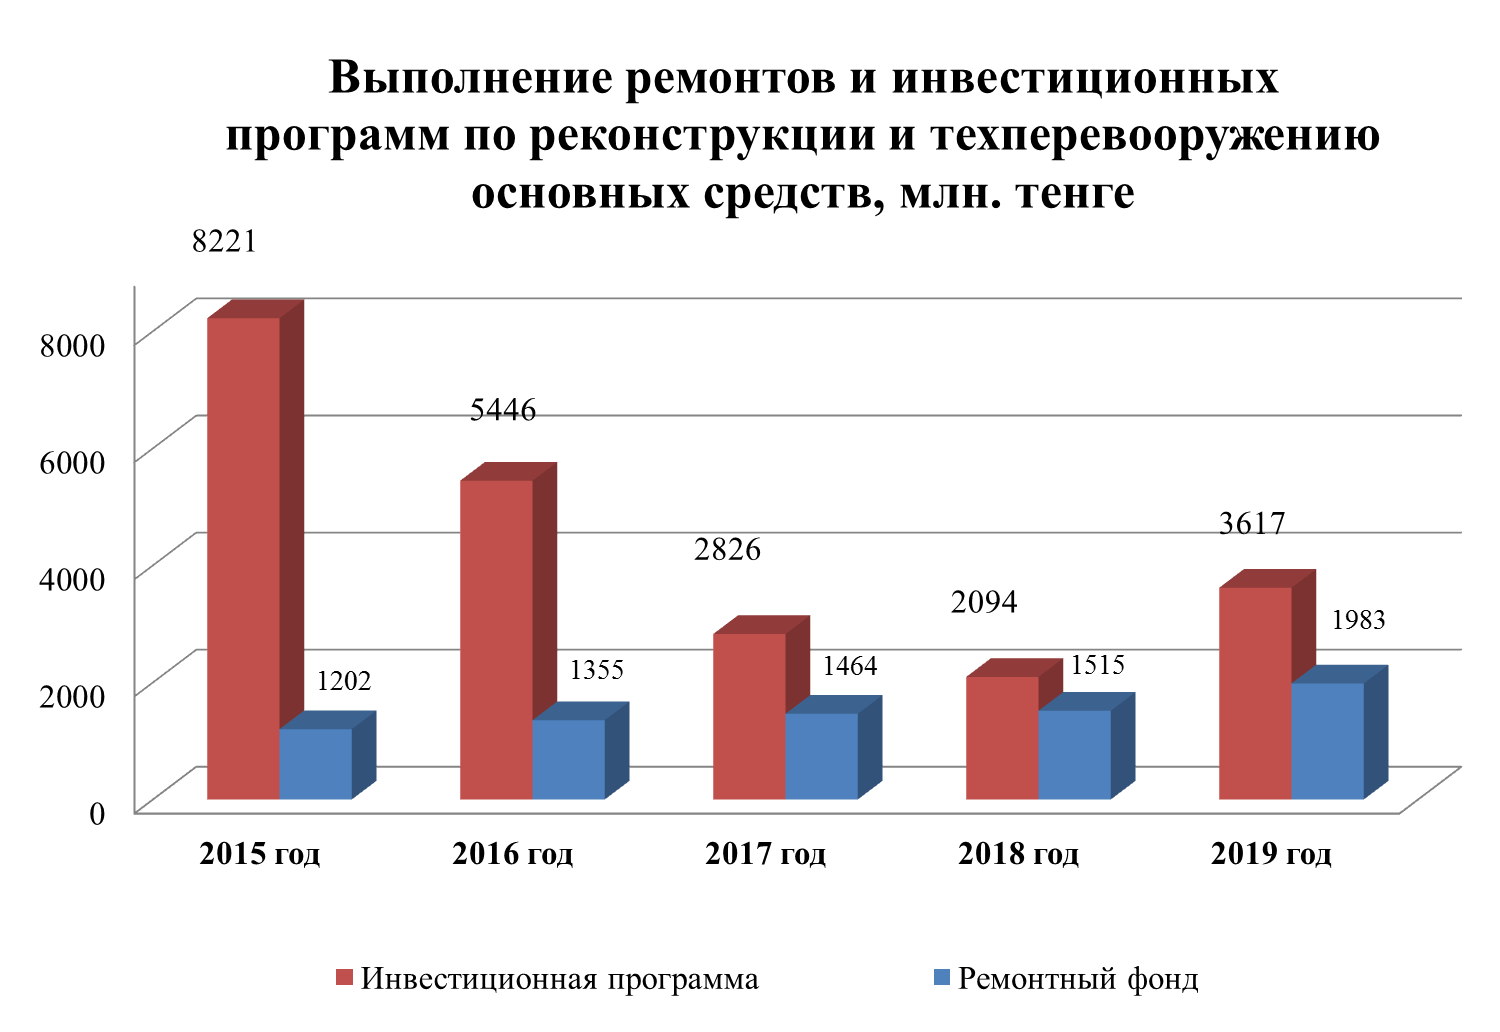 Выполнение ремонтов и инвестиционных
программ по реконструкции и техперевооружению
основных средств, млн. тенге
8221
8000
5446
6000
3617
2826
4000
2094
1983
1202
1355
1464
1515
2000
0
2015 год
2016 год
2017 год
2018 год
2019 год
Инвестиционная программа
Ремонтный фонд